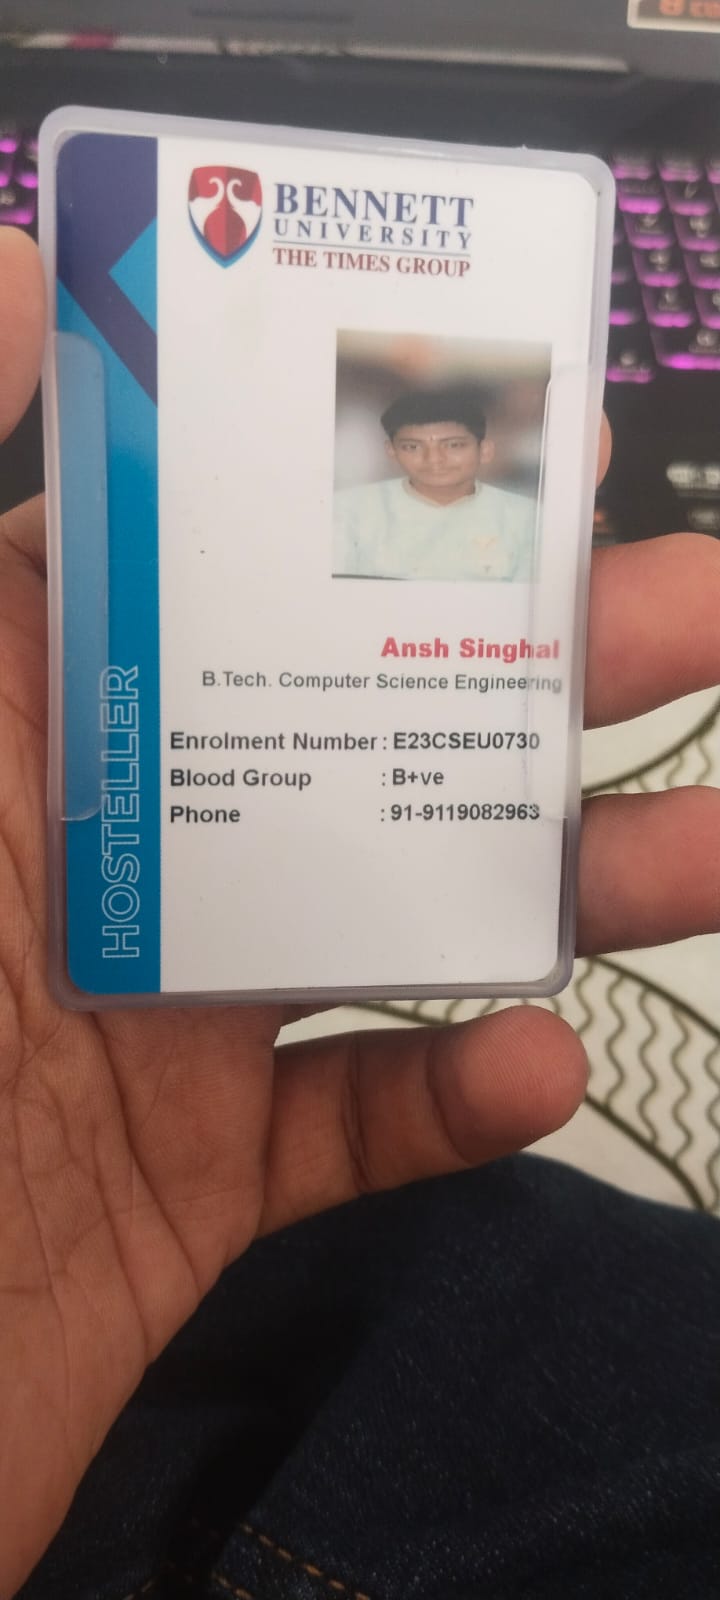 BENNETT
UNIVERSITY
THE TIMES GROUP
Ansh Singhal
B.Tech. Computer Science Engineering
Enrolment Number : E23CSEU0730
Blood Group : B+ve
Phone : 91-9119082963
HOSTELLER